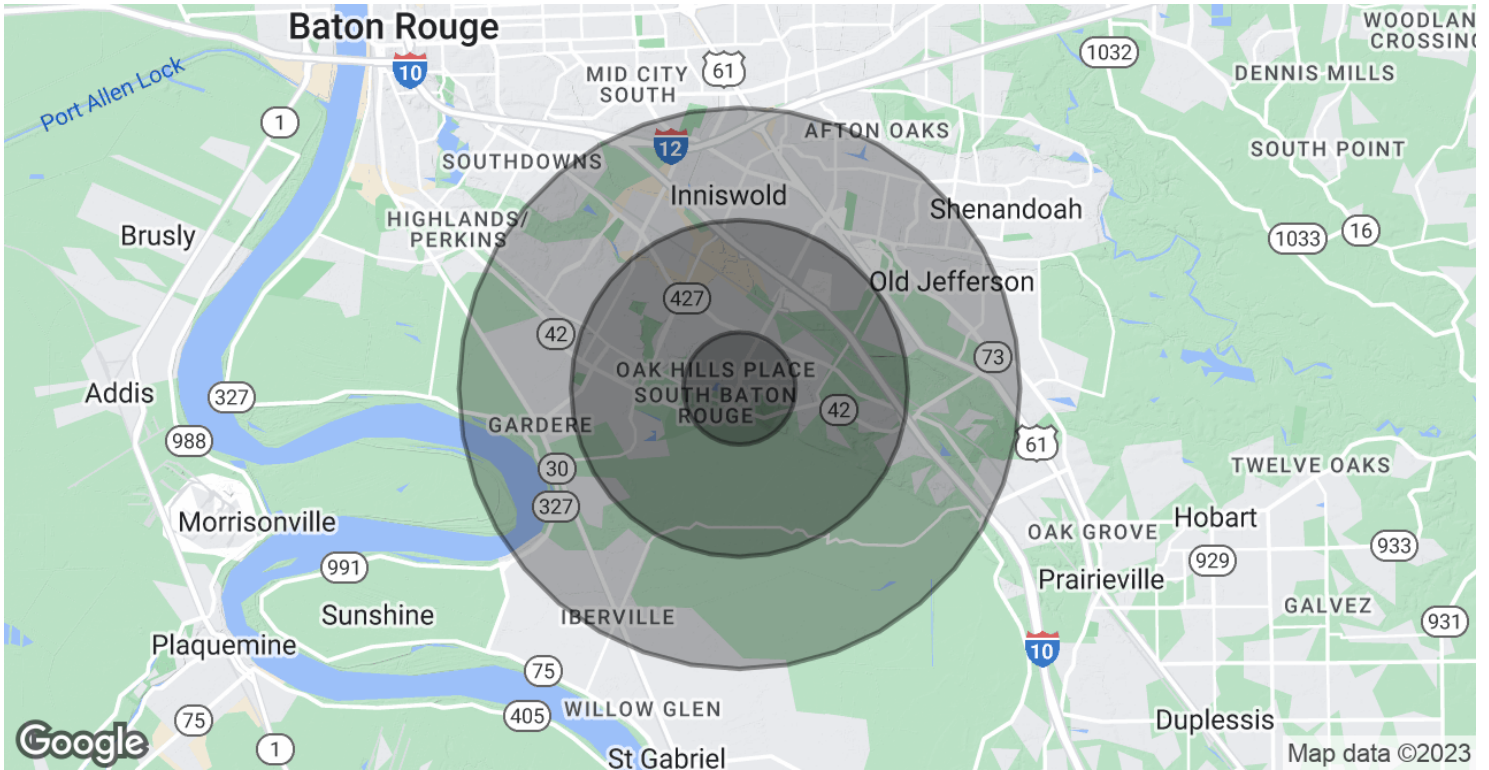 Baton Rouge
WOODLAN
CROSSING
10
61
1032
MID CITY
SOUTH
DENNIS MILLS
Port Allen Lock
1
12
AFTON OAKS
SOUTHDOWNS
SOUTH POINT
Inniswold
Shenandoah
HIGHLANDS/
PERKINS
Brusly
1033
16
Old Jefferson
427
42
73
OAK HILLS PLACE
SOUTH BATON
ROUGE
Addis
327
42
GARDERE
988
61
30
TWELVE OAKS
327
Morrisonville
Hobart
OAK GROVE
929
933
991
Prairieville
Sunshine
IBERVILLE
GALVEZ
931
Plaquemine
10
75
405
WILLOW GLEN
75
Duplessis
1
St Gabriel
Google
Map data ©2023